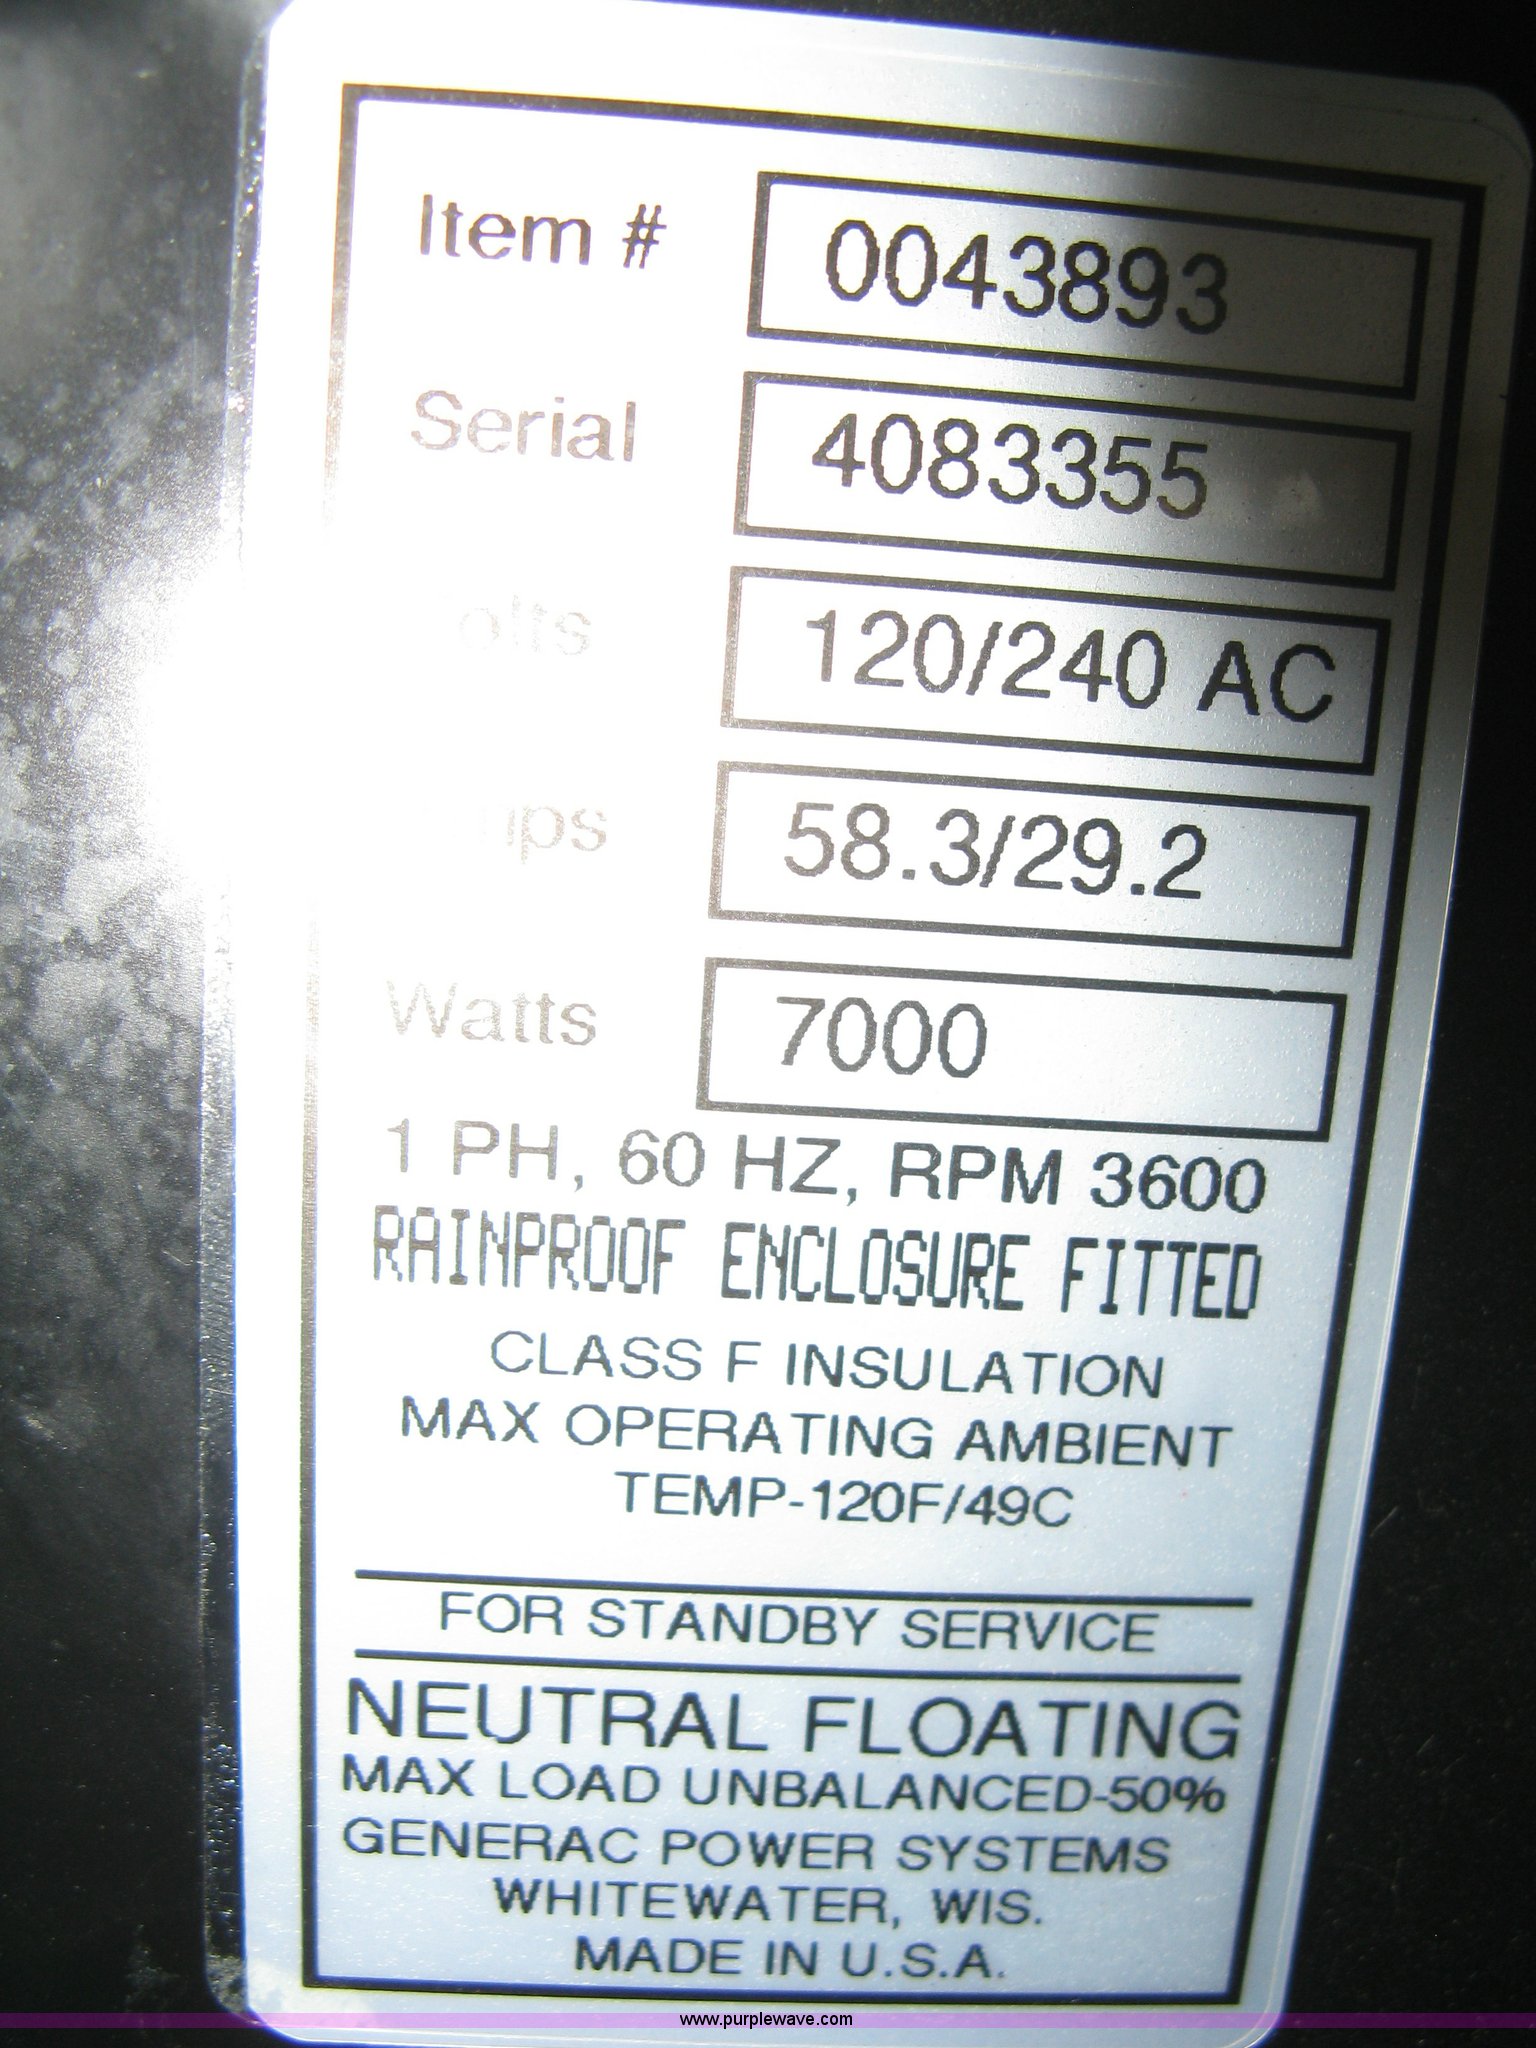 Item # 0043893
Serial 4083355
120/240 AC
58.3/29.2
Watts 7000
1 PH, 60 HZ, RPM 3600
RAINPROOF ENCLOSURE FITTED
CLASS F INSULATION
MAX OPERATING AMBIENT
TEMP-120F/49C
FOR STANDBY SERVICE
NEUTRAL FLOATING
MAX LOAD UNBALANCED-50%
GENERAC POWER SYSTEMS
WHITEWATER, WIS.
MADE IN U.S.A.
www.purplewave.com